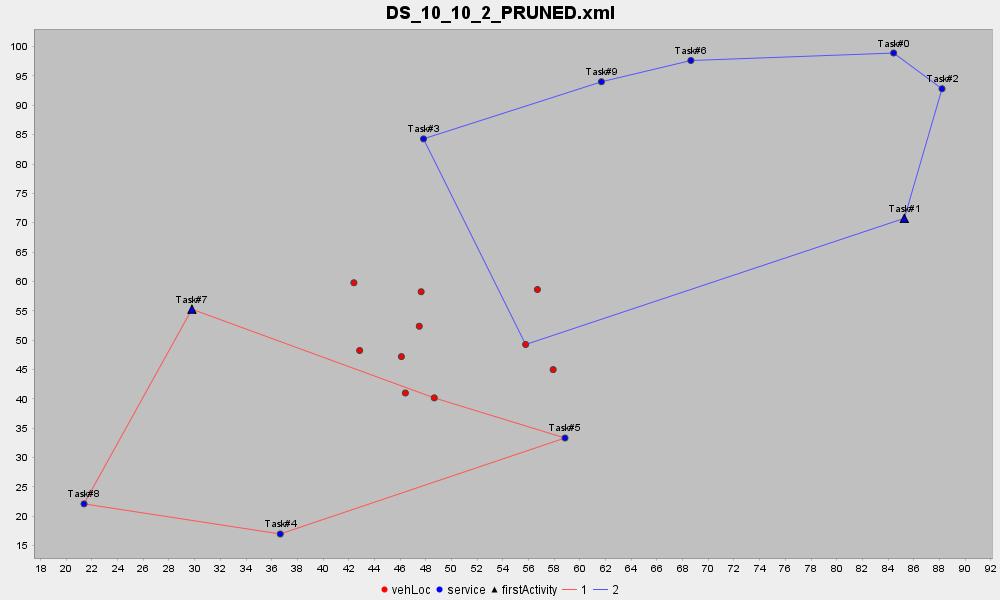 DS_10_10_2_PRUNED.xml
100
95
90
85
80
75
70
65
60
55
50
45
40
35
30
25
20
15
Task#0
Task#6
Task#9
Task#2
Task#3
Task#1
Task#7
Task#5
Task#8
Task#4
18 20 22 24 26 28 30 32 34 36 38 40 42 44 46 48 50 52 54 56 58 60 62 64 66 68 70 72 74 76 78 80 82 84 86 88 90 92
vehLoc service firstActivity 1 2